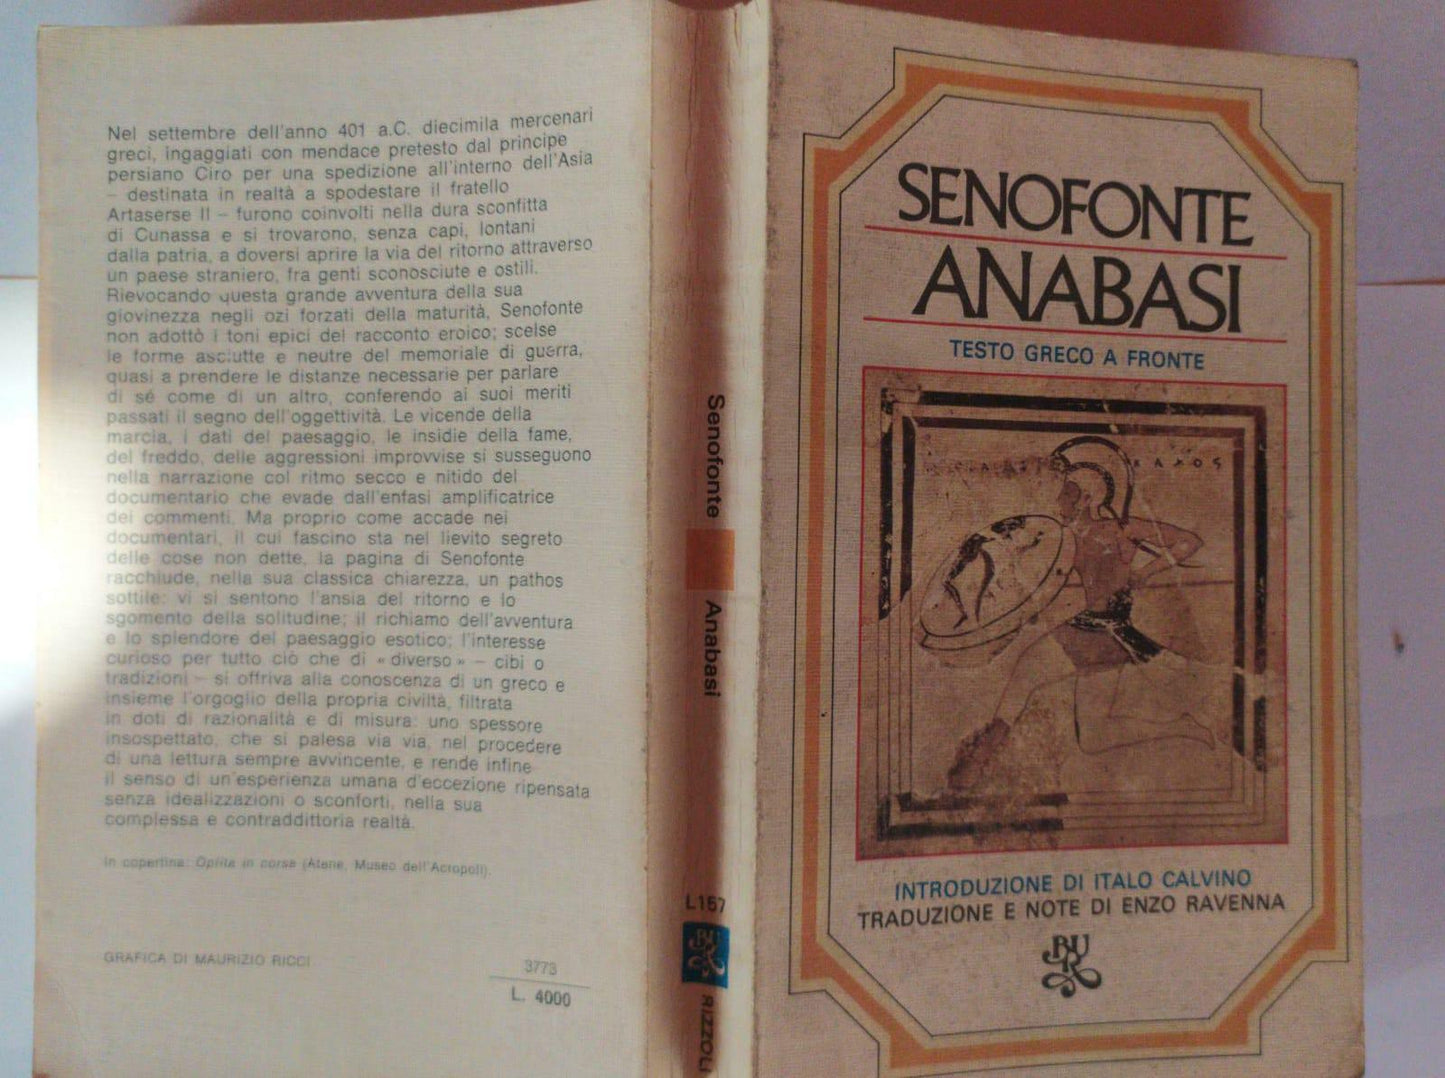 Nel settembre dell'anno 401 a.C. diecimila mercenari
greci, ingaggiati con mendace pretesto dal principe
persiano Ciro per una spedizione all'interno dell'Asia
– destinata in realtà a spodestare il fratello
Artaserse II – furono coinvolti nella dura sconfitta
di Cunassa e si trovarono, senza capi, lontani
dalla patria, a doversi aprire la via del ritorno attraverso
un paese straniero, fra genti sconosciute e ostili.
Rievocando questa grande avventura della sua
giovinezza negli ozi forzati della maturità, Senofonte
non adottò i toni epici del racconto eroico; scelse
le forme asciutte e neutre del memoriale di guerra,
quasi a prendere le distanze necessarie per parlare
di sé come di un altro, conferendo ai suoi meriti
passati il segno dell'oggettività. Le vicende della
marcia, i dati del paesaggio, le insidie della fame,
del freddo, delle aggressioni improvvise si susseguono
nella narrazione col ritmo secco e nitido del
documentario che evade dall'enfasi amplificatrice
dei commenti. Ma proprio come accade nei
documentari, il cui fascino sta nel lievito segreto
delle cose non dette, la pagina di Senofonte
racchiude, nella sua classica chiarezza, un pathos
sottile: vi si sentono l'ansia del ritorno e lo
sgomento della solitudine; il richiamo dell'avventura
e lo splendore del paesaggio esotico; l'interesse
curioso per tutto ciò che di « diverso » – cibi o
tradizioni – si offriva alla conoscenza di un greco e
insieme l'orgoglio della propria civiltà, filtrata
in doti di razionalità e di misura: uno spessore
insospettato, che si palesa via via, nel procedere
di una lettura sempre avvincente, e rende infine
il senso di un'esperienza umana d'eccezione ripensata
senza idealizzazioni o sconforti, nella sua
complessa e contraddittoria realtà.
In copertina: Oplita in corsa (Atene, Museo dell'Acropoli).
GRAFICA DI MAURIZIO RICCI
3773
L. 4000
Senofonte Anabasi
L157
BUR
RIZZOLI
SENOFONTE
ANABASI
TESTO GRECO A FRONTE
INTRODUZIONE DI ITALO CALVINO
TRADUZIONE E NOTE DI ENZO RAVENNA
BUR